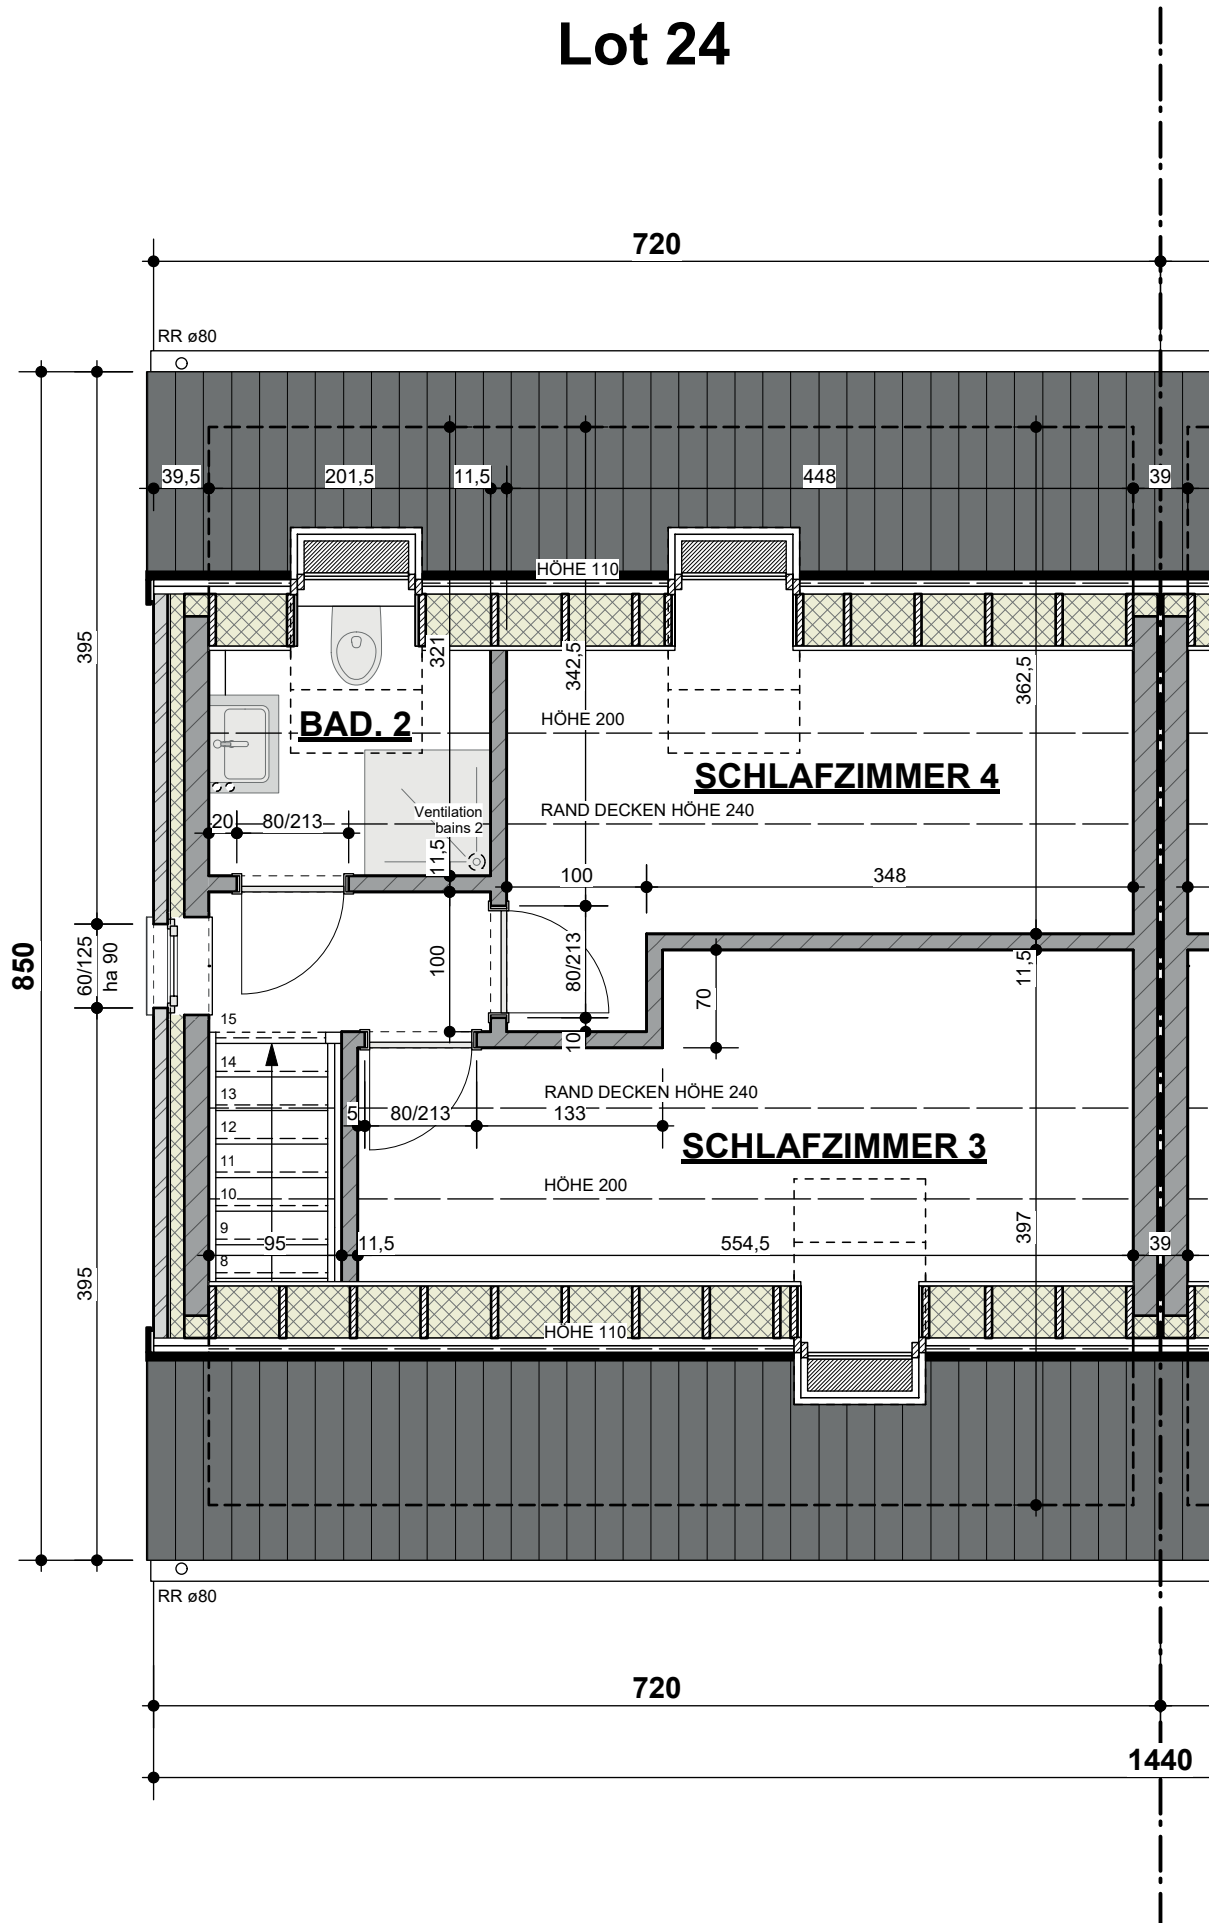 Lot 24
720
RR ø80
39,5
201,5
11,5
448
39
HÖHE 110
395
321
342,5
362,5
HÖHE 200
BAD. 2
SCHLAFZIMMER 4
RAND DECKEN HÖHE 240
Ventilation
bains 2
20
80/213
11,5
100
348
850
60/125
ha 90
100
80/213
11,5
70
10
15
14
13
12
11
10
9
8
RAND DECKEN HÖHE 240
5
80/213
133
SCHLAFZIMMER 3
HÖHE 200
397
95
11,5
554,5
39
395
HÖHE 110
RR ø80
720
1440